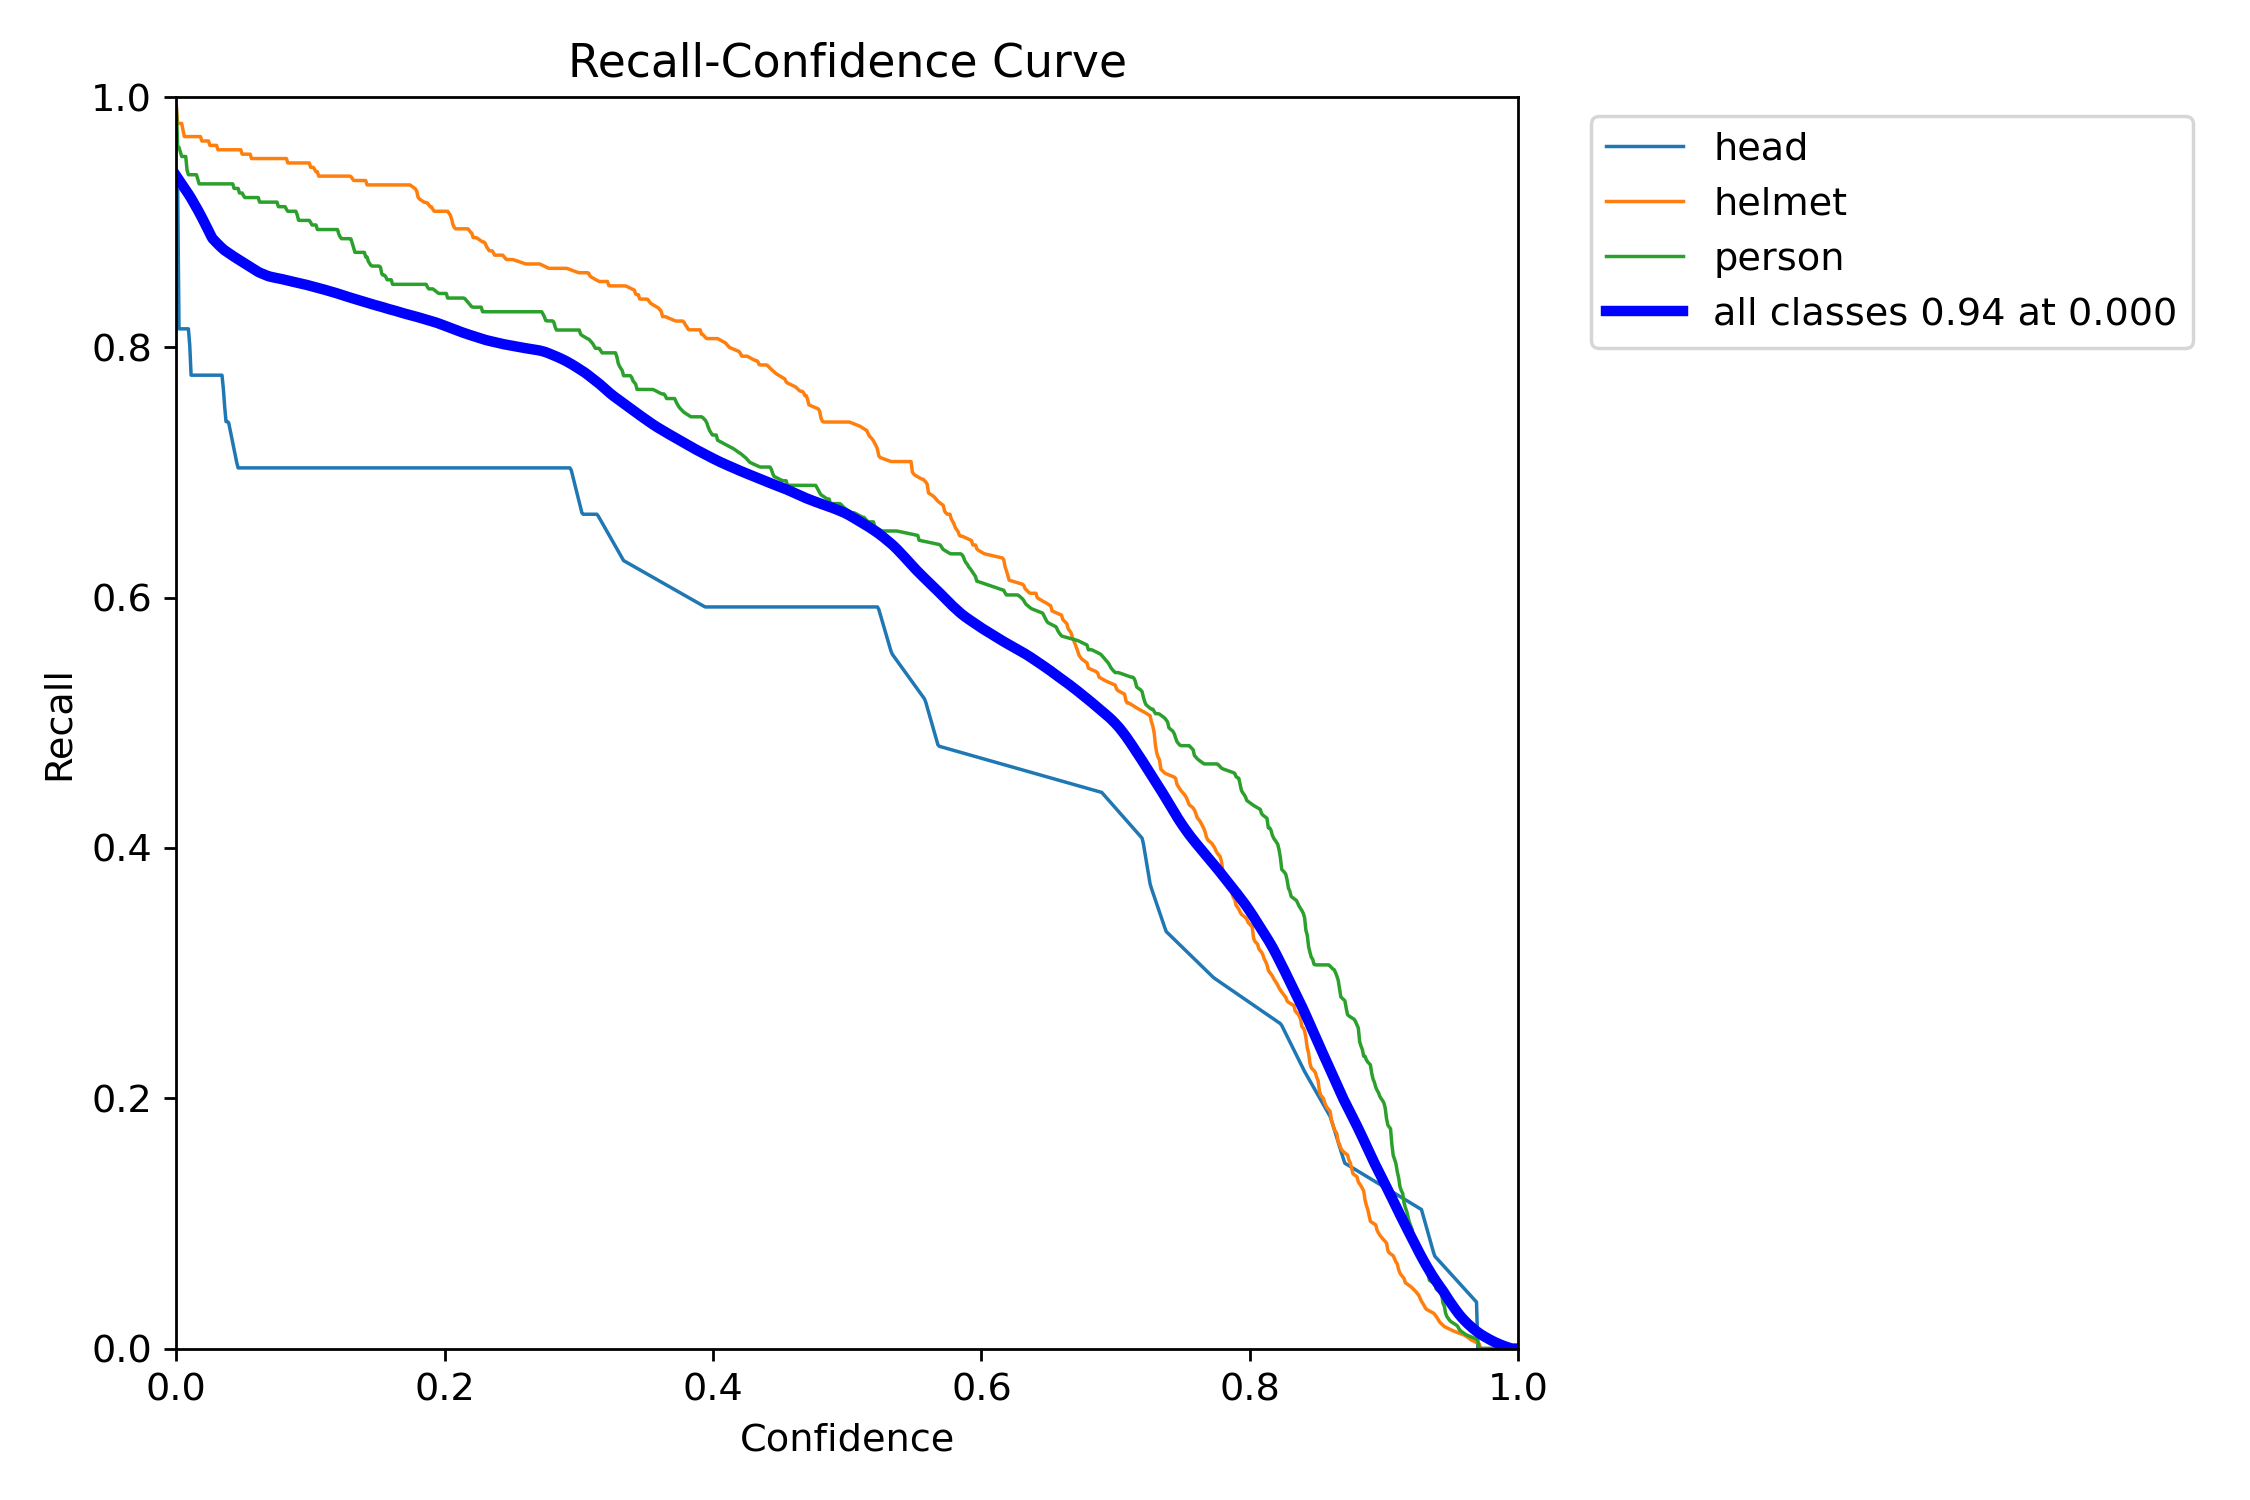 Recall-Confidence Curve
1.0
0.8
0.6
0.4
0.2
0.0
Recall
0.0 0.2 0.4 0.6 0.8 1.0
Confidence
head
helmet
person
all classes 0.94 at 0.000